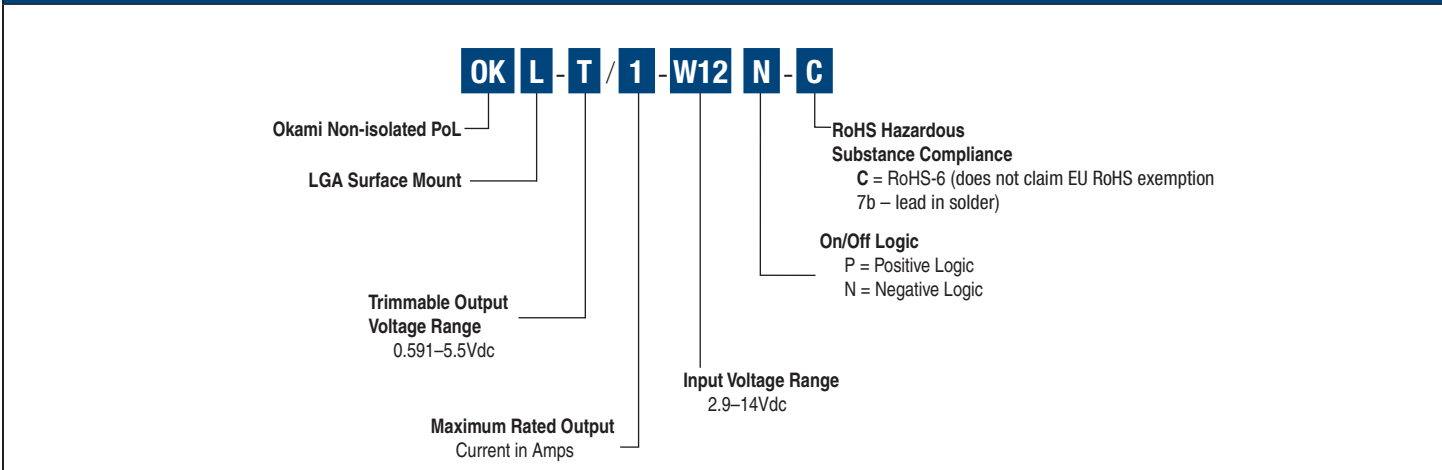 OK L - T / 1 - W12 N - C
Okami Non-isolated PoL
LGA Surface Mount
Trimmable Output
Voltage Range
0.591–5.5Vdc
Maximum Rated Output
Current in Amps
Input Voltage Range
2.9–14Vdc
On/Off Logic
P = Positive Logic
N = Negative Logic
RoHS Hazardous
Substance Compliance
C = RoHS-6 (does not claim EU RoHS exemption
7b – lead in solder)